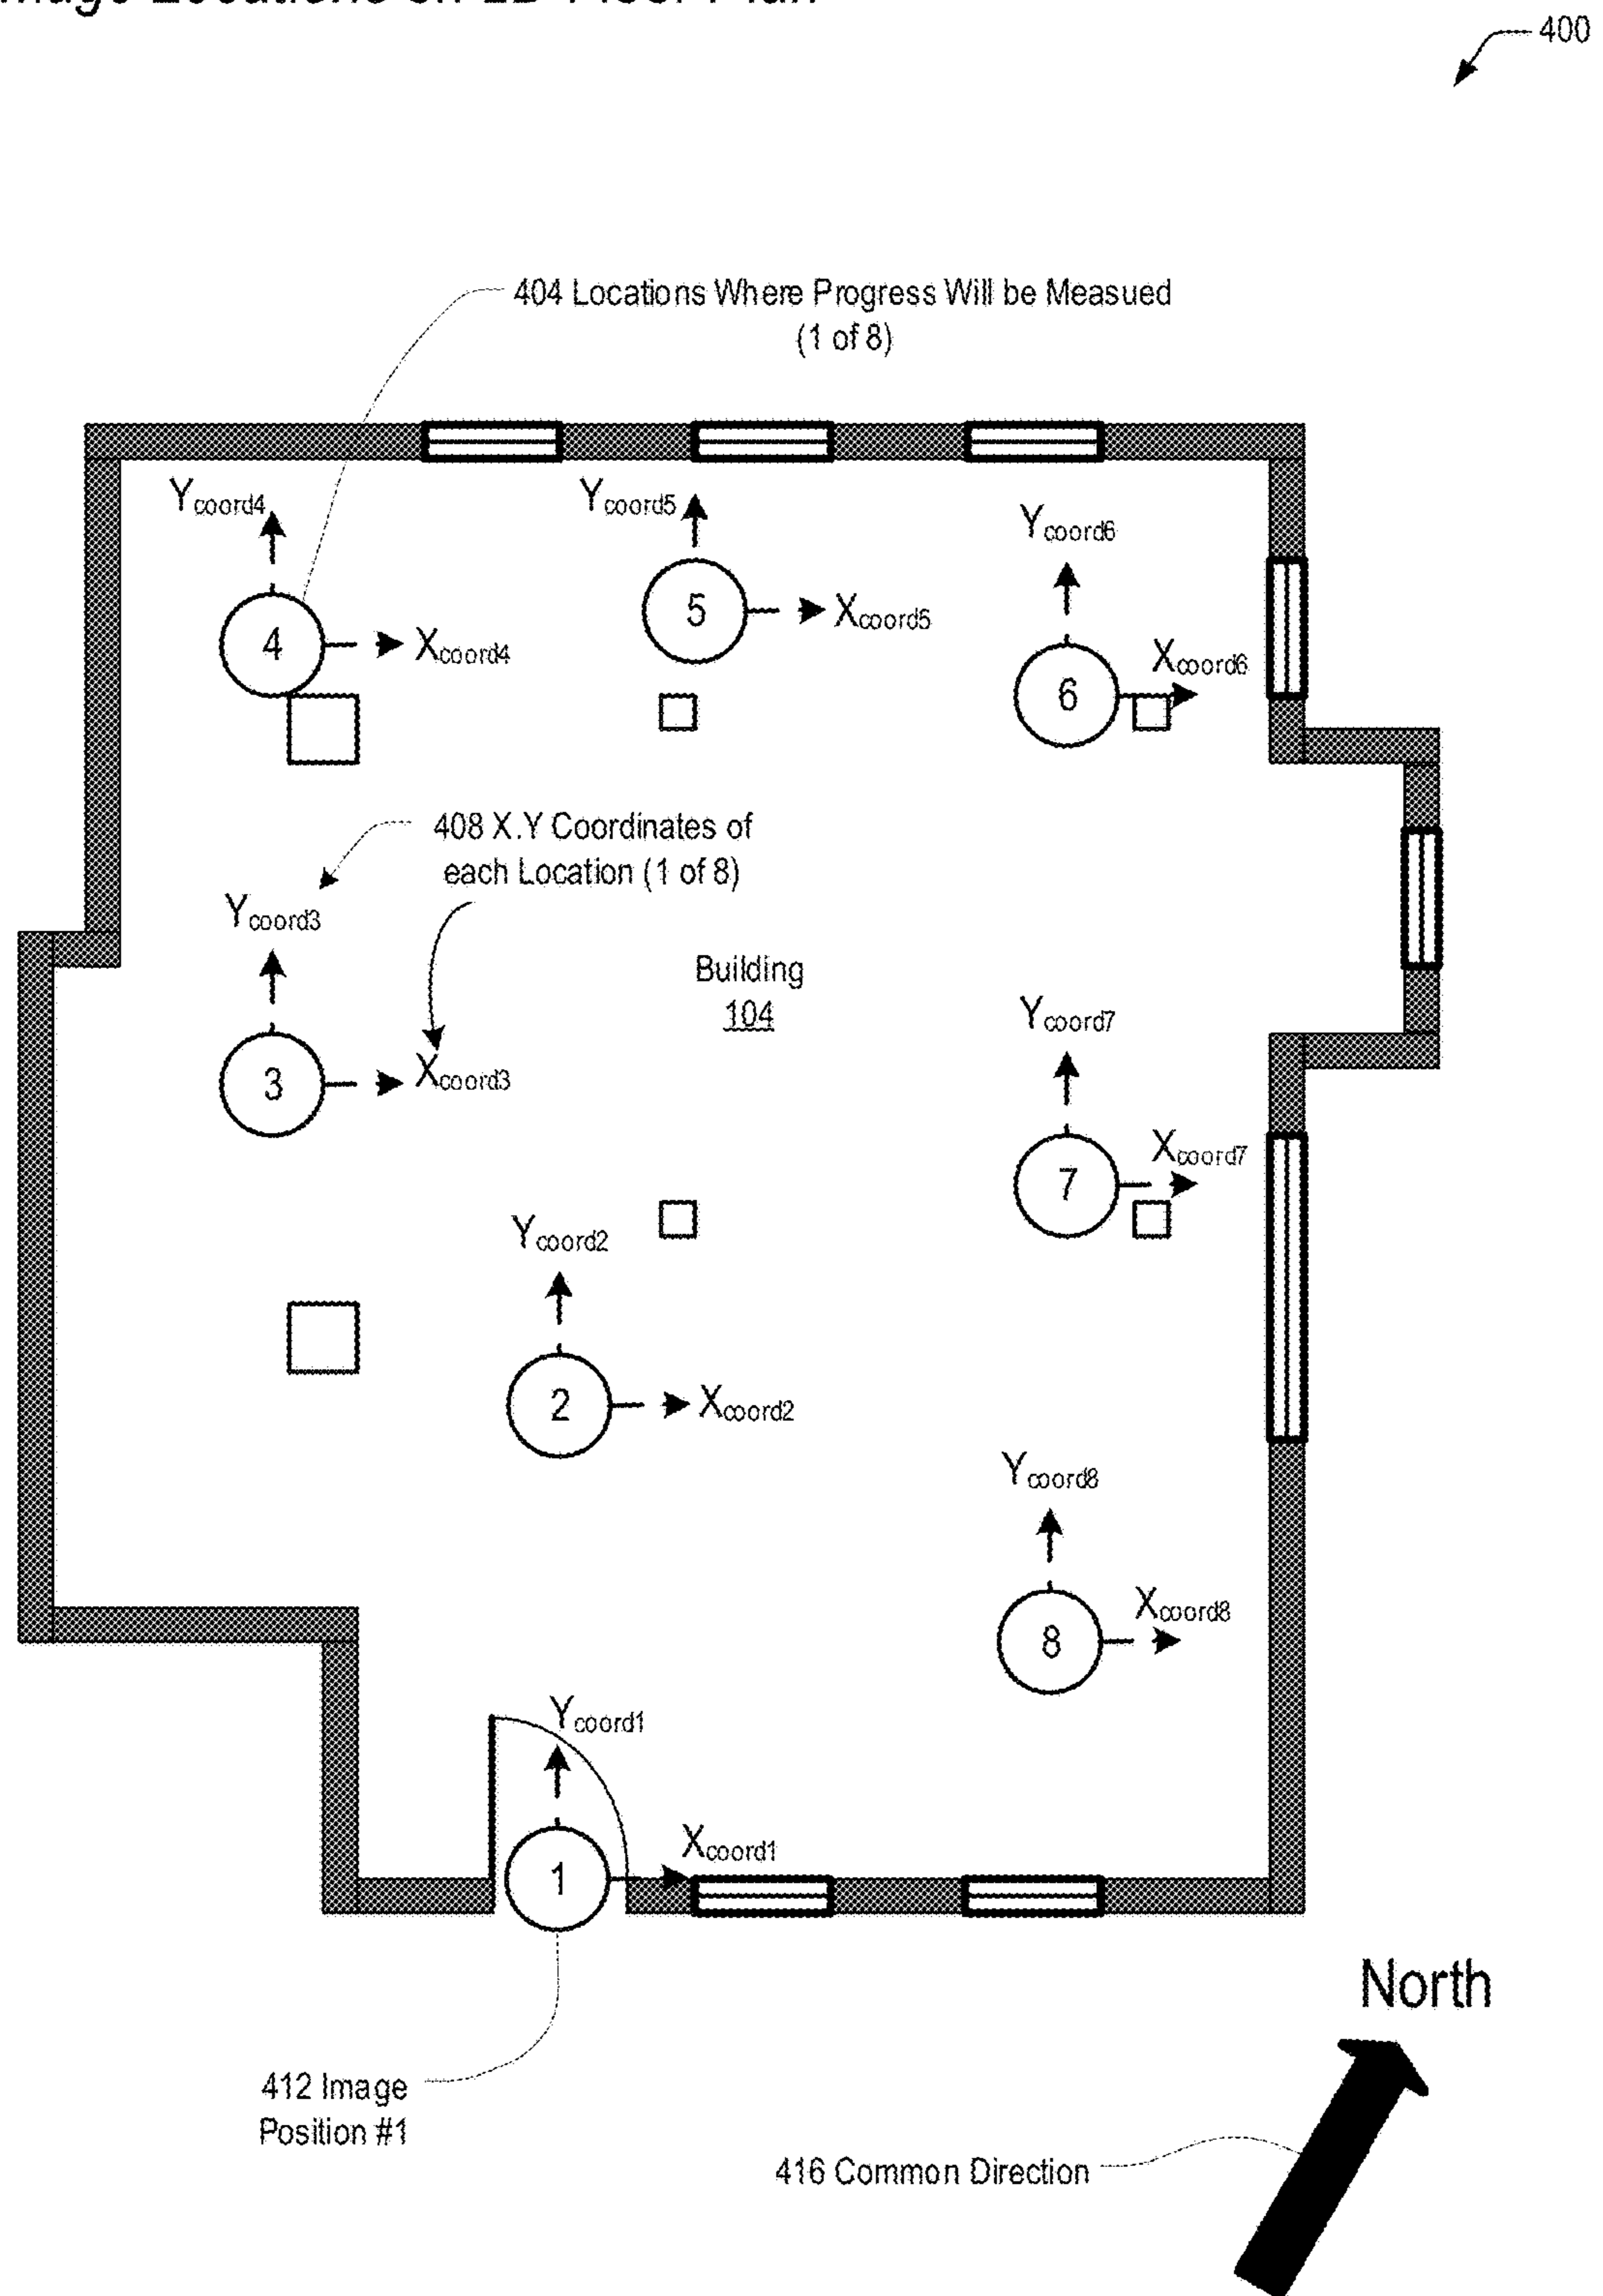 400
404 Locations Where Progress Will be Measued
(1 of 8)
Ycoord4
Ycoord5
Ycoord6
4
Xcoord4
5
Xcoord5
6
Xcoord6
408 X.Y Coordinates of
each Location (1 of 8)
Ycoord3
3
Xcoord3
Building
104
Ycoord7
7
Xcoord7
Ycoord2
2
Xcoord2
Ycoord8
8
Xcoord8
Ycoord1
1
Xcoord1
North
412 Image
Position #1
416 Common Direction